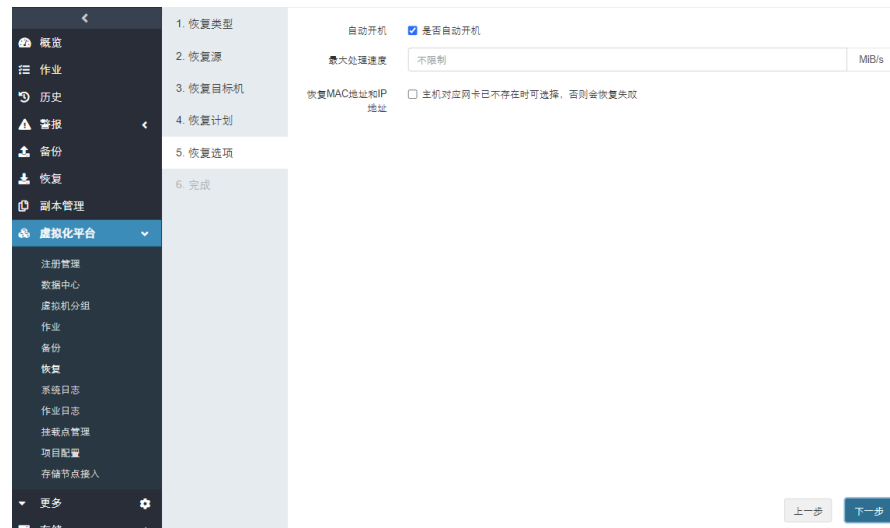 概览
作业
历史
警报
备份
恢复
副本管理
虚拟化平台
注册管理
数据中心
虚拟机分组
作业
备份
恢复
系统日志
作业日志
挂载点管理
项目配置
存储节点接入
更多
1. 恢复类型
2. 恢复源
3. 恢复目标机
4. 恢复计划
5. 恢复选项
6. 完成
自动开机 是否自动开机
最大处理速度 不限制 MiB/s
恢复MAC地址和IP 主机对应网卡已不存在时可选择，否则会恢复失败
地址
上一步 下一步